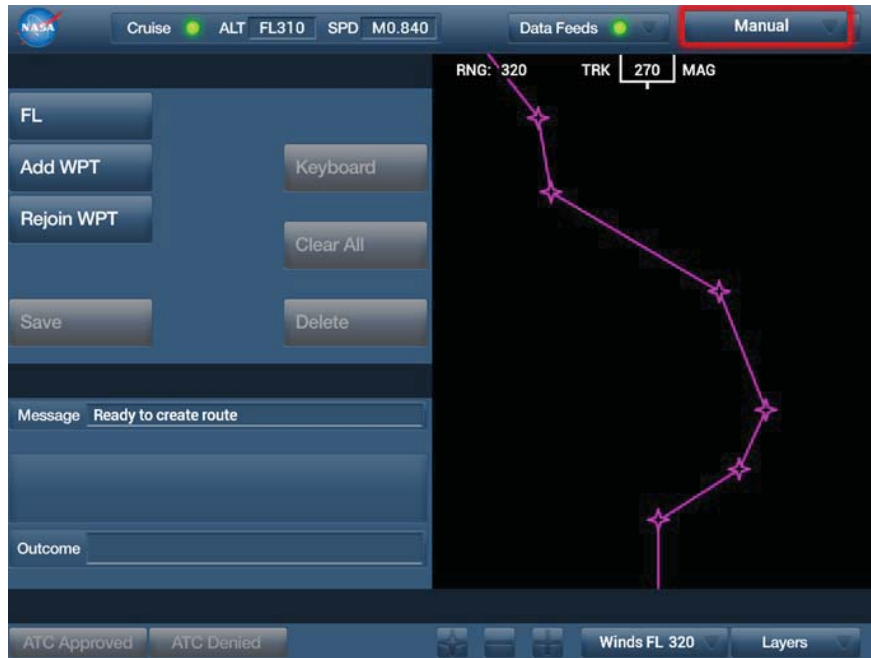 NASA Cruise ALT FL310 SPD M0.840 Data Feeds Manual
RNG: 320 TRK 270 MAG
FL
Add WPT Keyboard
Rejoin WPT
Clear All
Save Delete
Message Ready to create route
Outcome
ATC Approved ATC Denied Winds FL 320 Layers